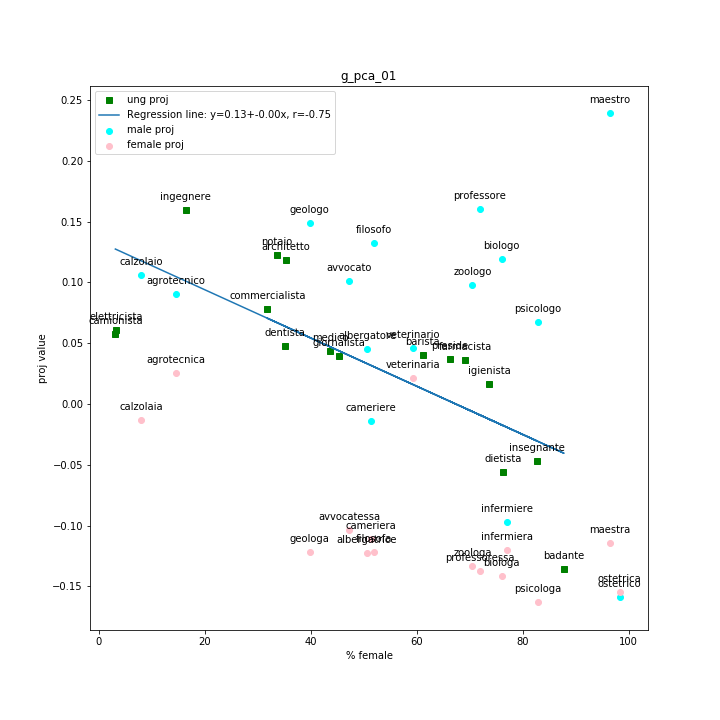 g_pca_01
ung proj
Regression line: y=0.13+-0.00x, r=-0.75
male proj
female proj
maestro
ingegnere
professore
geologo
filosofo
notaio
architetto
biologo
calzolaio
avvocato
zoologo
agrotecnico
commercialista
psicologo
elettricista
camionista
dentista
medico
albergatore
veterinario
giornalista
barista
preside
farmacista
agrotecnica
veterinaria
igienista
calzolaia
cameriere
insegnante
dietista
infermiere
avvocatessa
cameriera
maestra
geologa
albergatrice
filosofa
infermiera
zoologa
professoressa
biologa
badante
psicologa
ostetrica
ostetrico
0.25
0.20
0.15
0.10
0.05
0.00
−0.05
−0.10
−0.15
proj value
0
20
40
60
80
100
% female